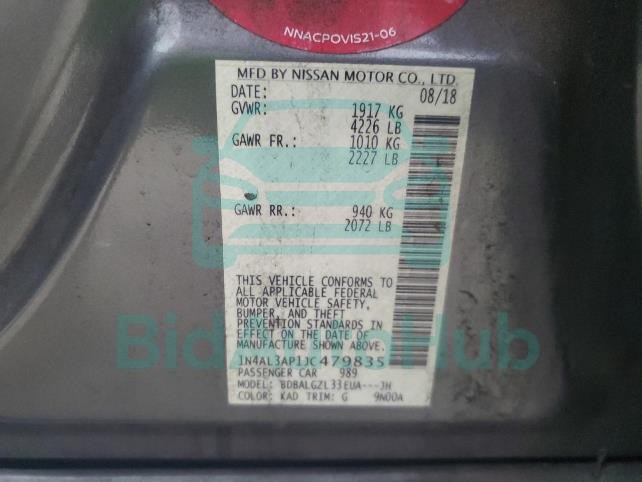 NNACPOVIS21-06
MFD BY NISSAN MOTOR CO., LTD.
DATE: 08/18
GVWR: 1917 KG
4226 LB
GAWR FR.: 1010 KG
2227 LB
GAWR RR.: 940 KG
2072 LB
THIS VEHICLE CONFORMS TO
ALL APPLICABLE FEDERAL
MOTOR VEHICLE SAFETY,
BUMPER, AND THEFT
PREVENTION STANDARDS IN
EFFECT ON THE DATE OF
MANUFACTURE SHOWN ABOVE.
1N4AL3AP1JC479835
PASSENGER CAR 989
MODEL: BDBALGZL33EUA---JH
COLOR: KAD TRIM: G 9N00A